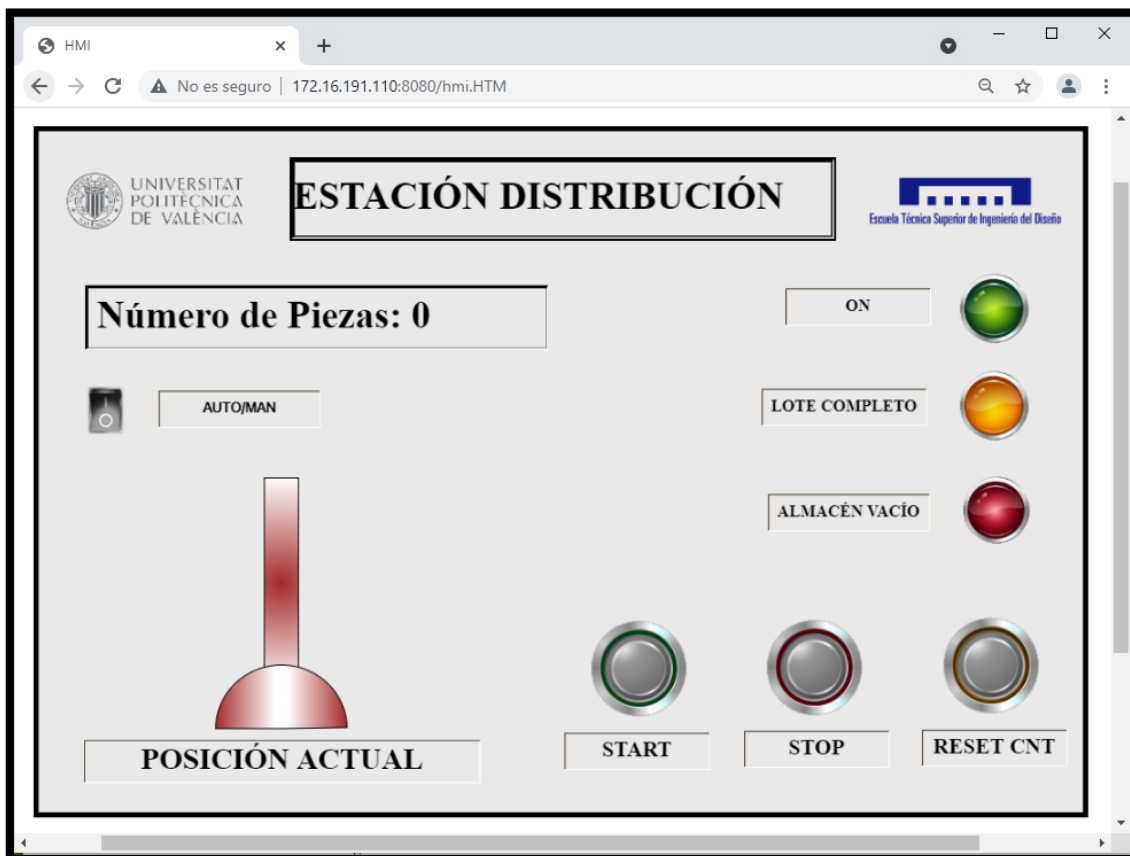 HMI
No es seguro | 172.16.191.110:8080/hmi.HTM
UNIVERSITAT
POLITÈCNICA
DE VALÈNCIA
ESTACIÓN DISTRIBUCIÓN
Escuela Técnica Superior de Ingeniería del Diseño
Número de Piezas: 0
ON
AUTO/MAN
LOTE COMPLETO
ALMACÉN VACÍO
POSICIÓN ACTUAL
START
STOP
RESET CNT